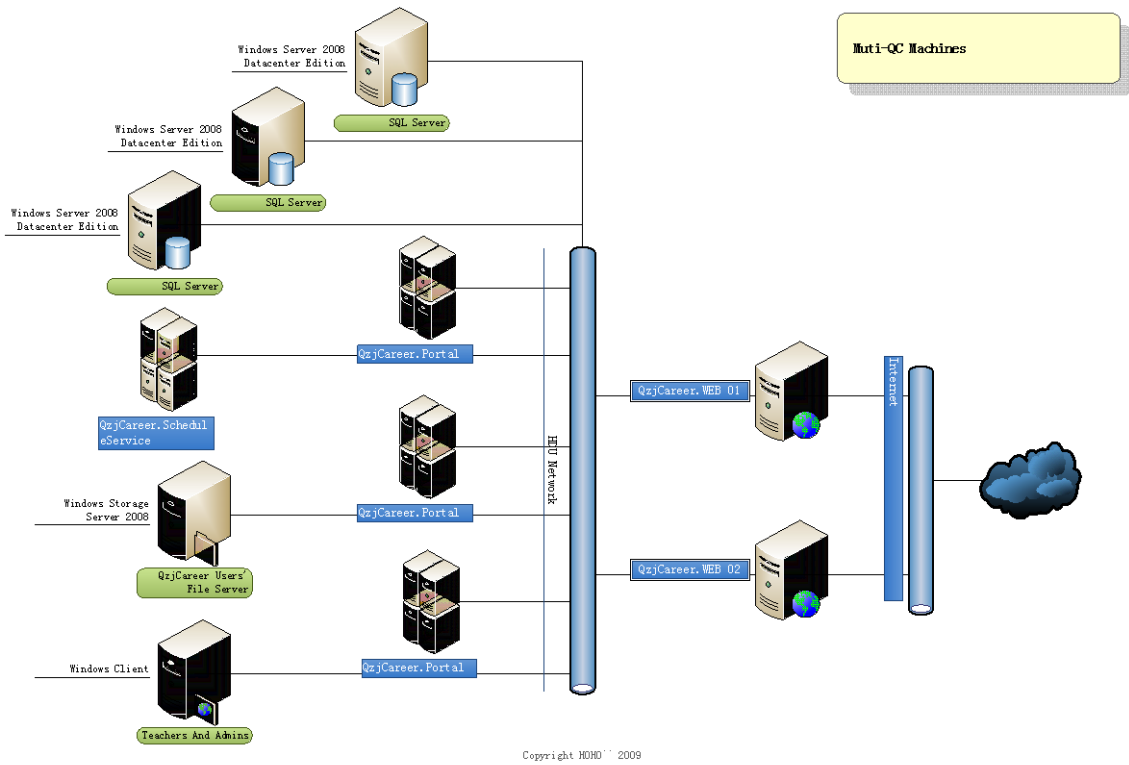 Muti-QC Machines
Windows Server 2008
Datacenter Edition
SQL Server
Windows Server 2008
Datacenter Edition
SQL Server
Windows Server 2008
Datacenter Edition
SQL Server
QzjCareer.Portal
QzjCareer.Schedul
eService
QzjCareer.WEB 01
Internet
HLU Network
Windows Storage
Server 2008
QzjCareer.Portal
QzjCareer Users'
File Server
QzjCareer.WEB 02
Windows Client
QzjCareer.Portal
Teachers And Admins
Copyright HOHO`` 2009